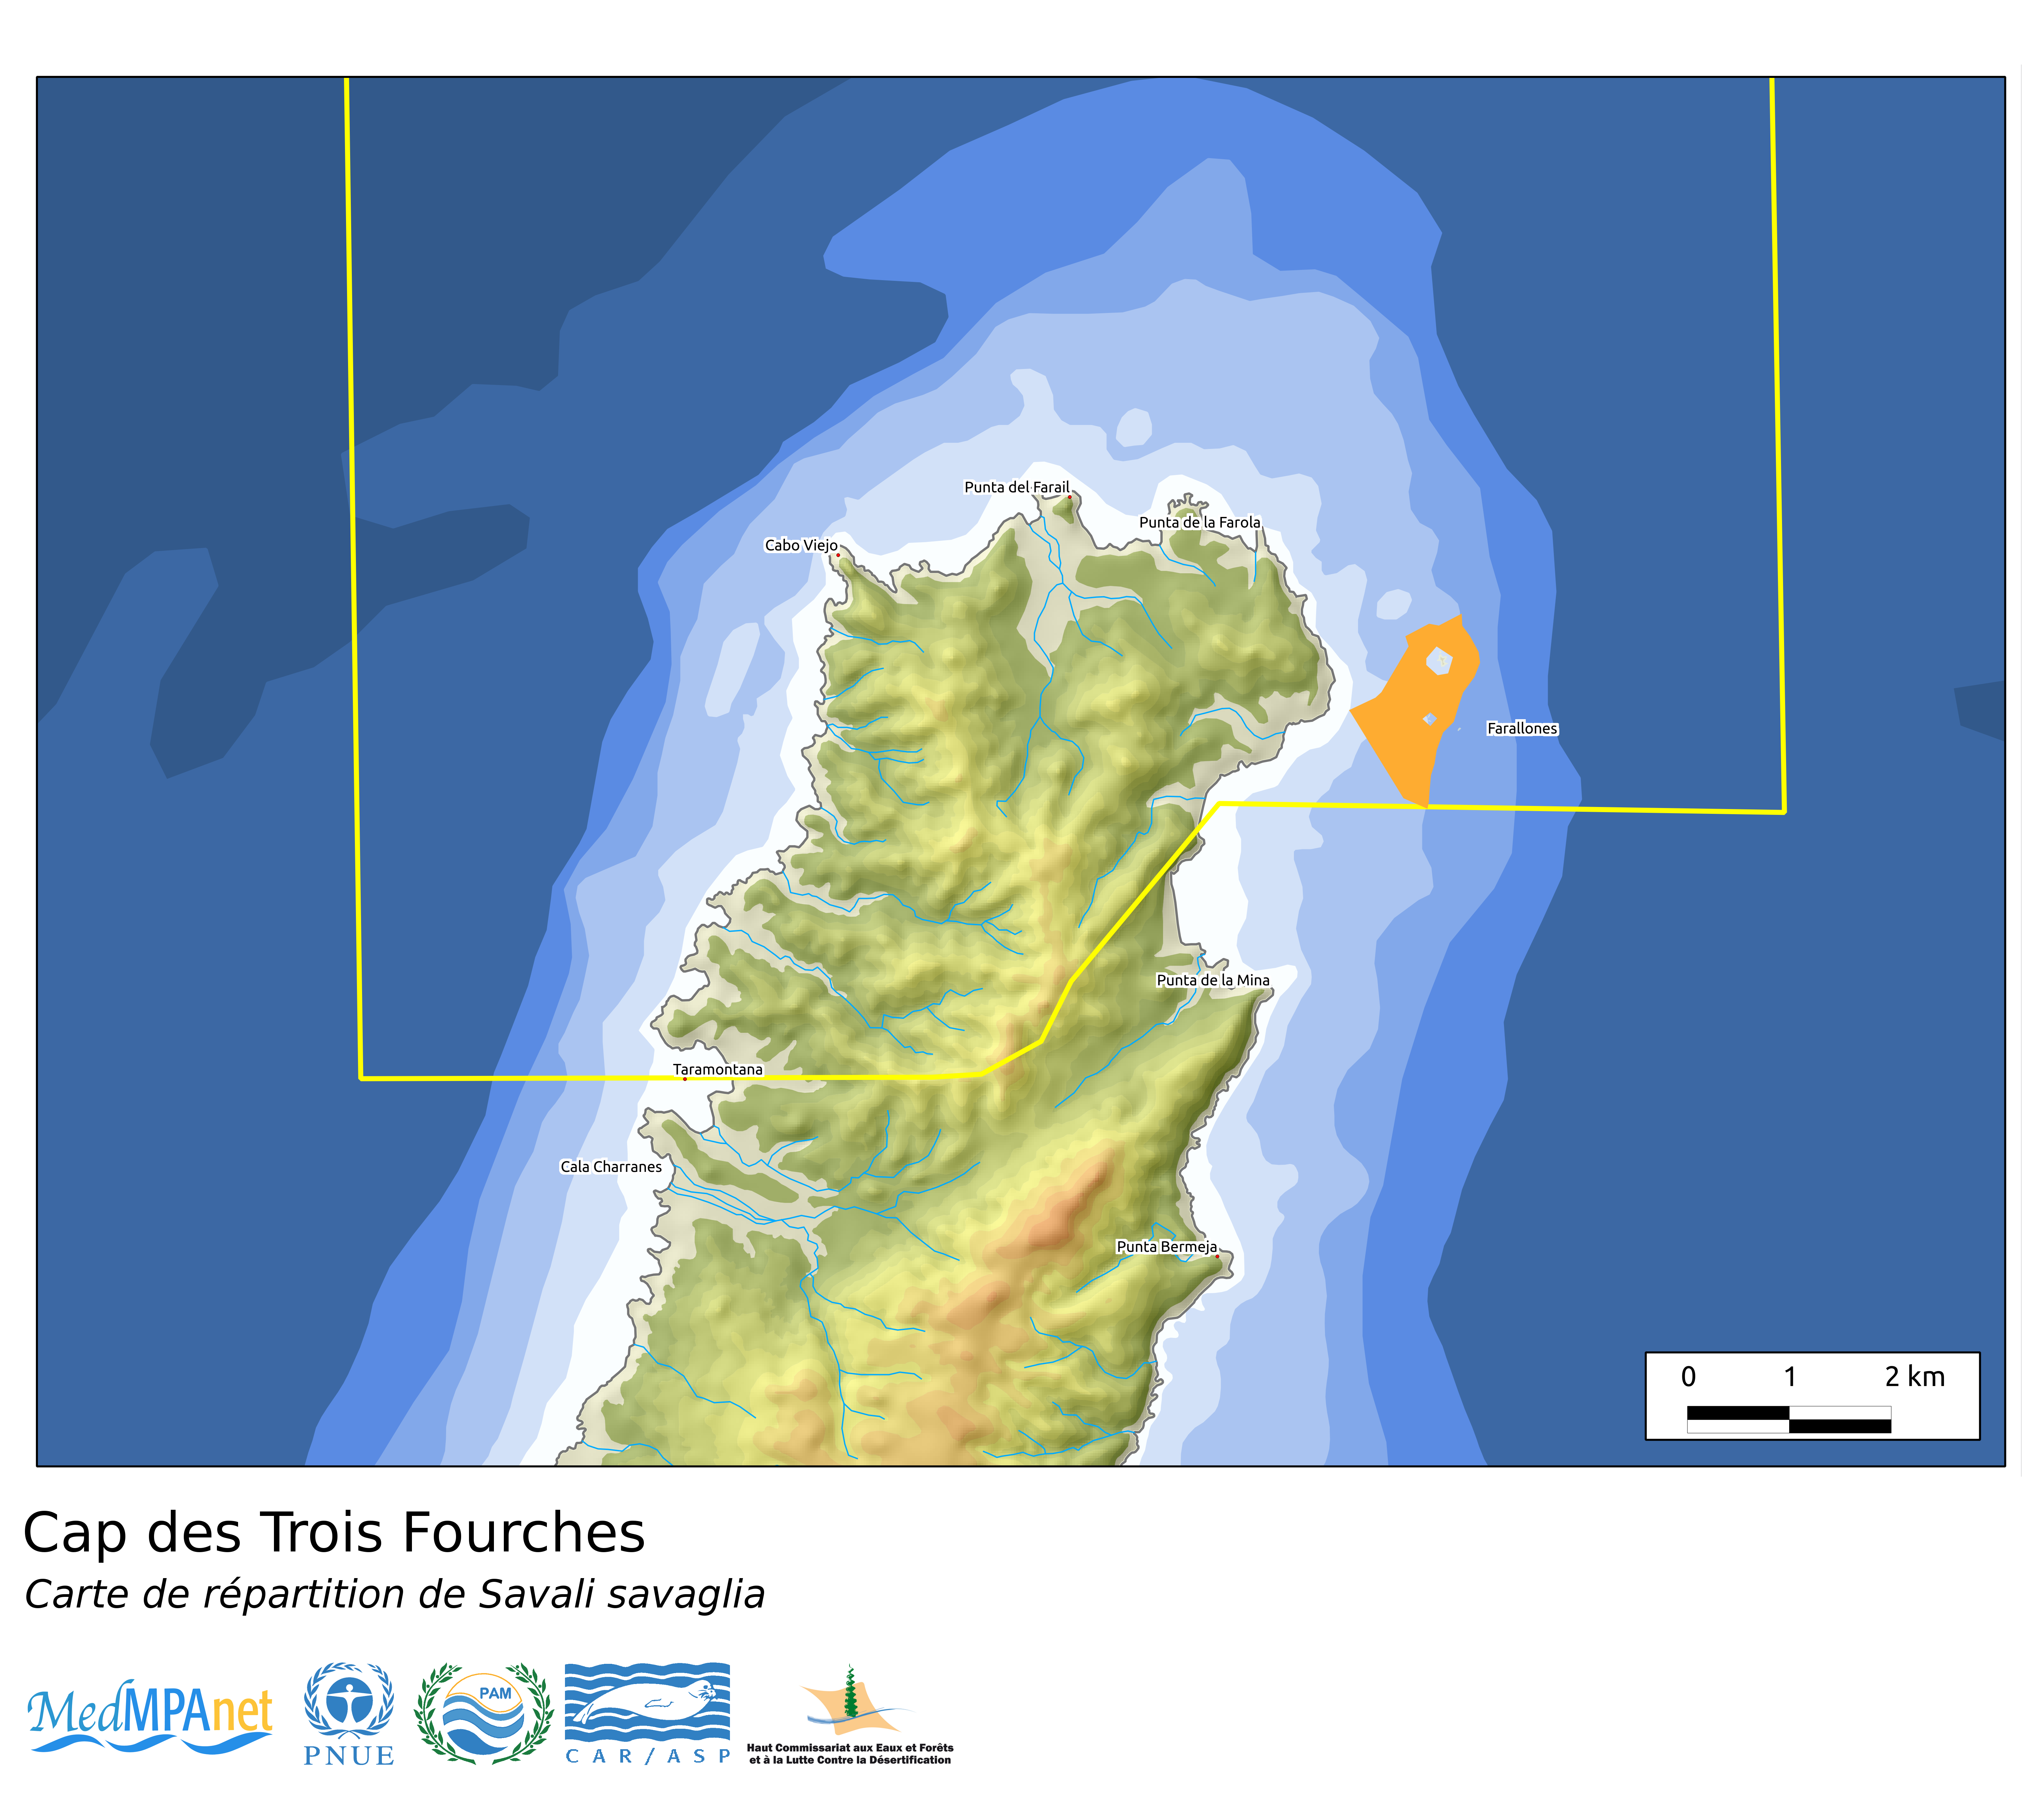 Punta del Farail
Punta de la Farola
Cabo Viejo
Farallones
Punta de la Mina
Taramontana
Cala Charranes
Punta Bermeja
0 1 2 km
Cap des Trois Fourches
Carte de répartition de Savali savaglia
MedMPAnet
PNUE
PAM
CAR/ASP
Haut Commissariat aux Eaux et Forêts
et à la Lutte Contre la Désertification